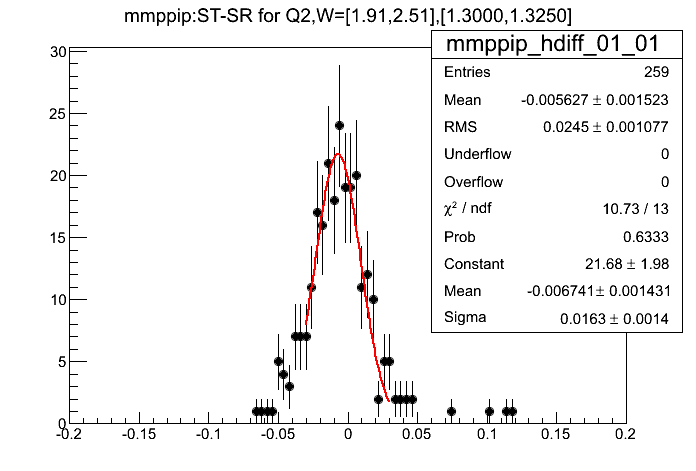 mmppip:ST-SR for Q2,W=[1.91,2.51],[1.3000,1.3250]
mmppip_hdiff_01_01
Entries 259
Mean -0.005627 ± 0.001523
RMS 0.0245 ± 0.001077
Underflow 0
Overflow 0
χ² / ndf 10.73 / 13
Prob 0.6333
Constant 21.68 ± 1.98
Mean -0.006741 ± 0.001431
Sigma 0.0163 ± 0.0014
30
25
20
15
10
5
0
-0.2 -0.15 -0.1 -0.05 0 0.05 0.1 0.15 0.2